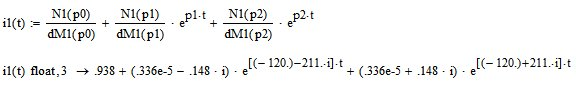 i1(t) := N1(p0)/dM1(p0) + N1(p1)/dM1(p1) · e^p1·t + N1(p2)/dM1(p2) · e^p2·t
i1(t) float,3 → .938 + (.336e-5 − .148 · i) · e^[(− 120.)−211.·i]·t + (.336e-5 + .148 · i) · e^[(− 120.)+211.·i]·t